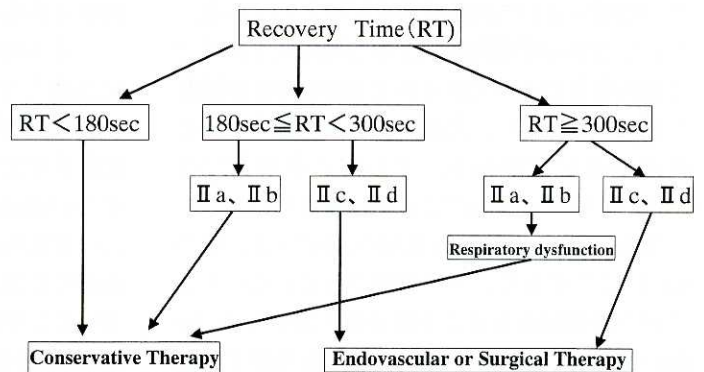 Recovery Time(RT)
RT<180sec
180sec≦RT<300sec
RT≧300sec
Ⅱa、Ⅱb
Ⅱc、Ⅱd
Ⅱa、Ⅱb
Ⅱc、Ⅱd
Respiratory dysfunction
Conservative Therapy
Endovascular or Surgical Therapy